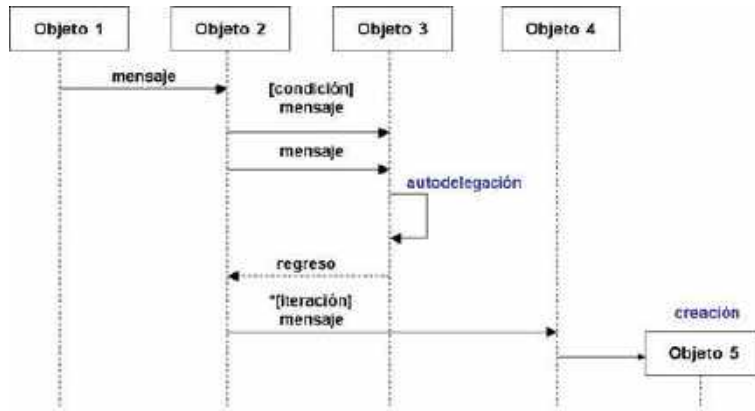 Objeto 1
Objeto 2
Objeto 3
Objeto 4
mensaje
[condición]
mensaje
mensaje
autodelegación
regreso
*[iteración]
mensaje
creación
Objeto 5